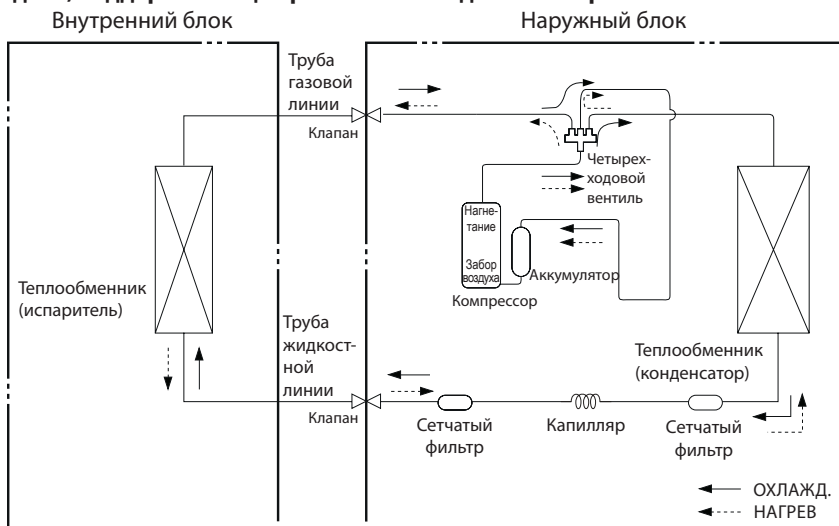 Внутренний блок
Наружный блок
Труба
газовой
линии
Клапан
Четырех-
ходовой
вентиль
Нагне-
тание
Забор
воздуха
Аккумулятор
Компрессор
Теплообменник
(испаритель)
Труба
жидкост-
ной
линии
Клапан
Теплообменник
(конденсатор)
Сетчатый
фильтр
Капилляр
Сетчатый
фильтр
ОХЛАЖД.
НАГРЕВ